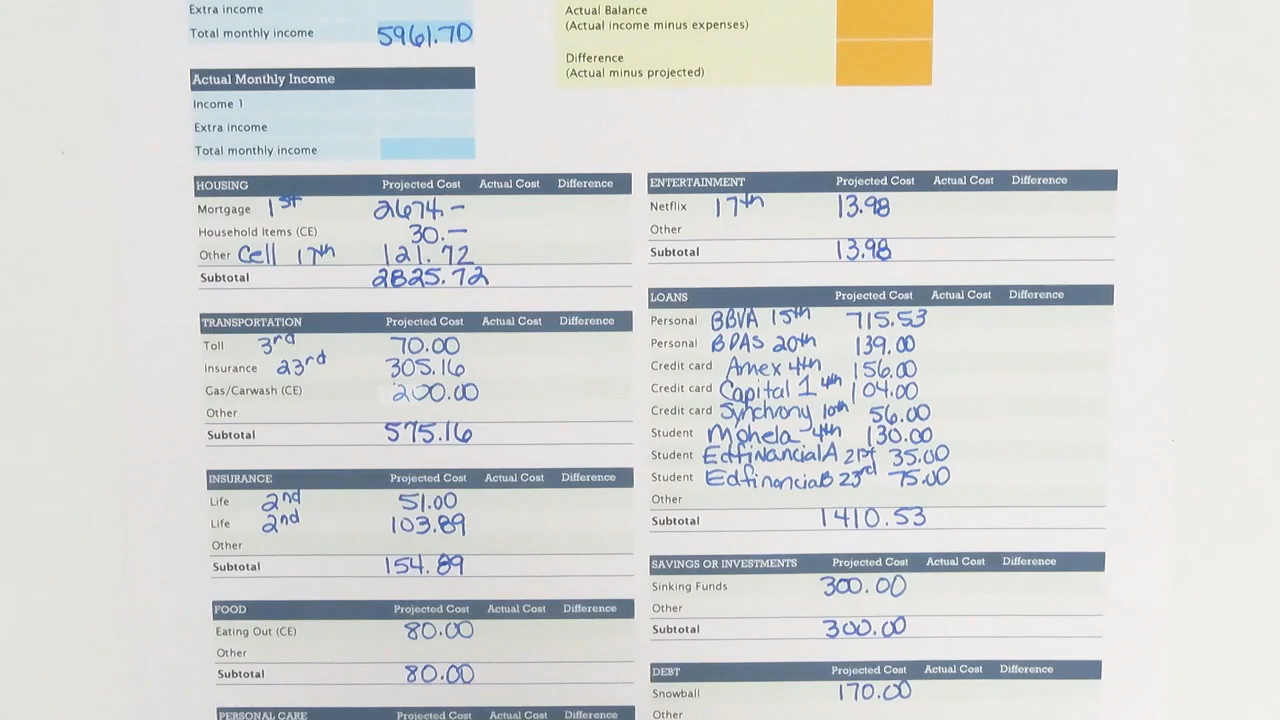 Extra income
Total monthly income 5961.70
Actual Monthly Income
Income 1
Extra income
Total monthly income
Actual Balance
(Actual income minus expenses)
Difference
(Actual minus projected)
HOUSING Projected Cost Actual Cost Difference
Mortgage 1st 2674.-
Household Items (CE) 30.-
Other Cell 17th 121.72
Subtotal 2825.72
TRANSPORTATION Projected Cost Actual Cost Difference
Toll 3rd 70.00
Insurance 23rd 305.16
Gas/Carwash (CE) 200.00
Other
Subtotal 575.16
INSURANCE Projected Cost Actual Cost Difference
Life 2nd 51.00
Life 2nd 103.89
Other
Subtotal 154.89
FOOD Projected Cost Actual Cost Difference
Eating Out (CE) 80.00
Other
Subtotal 80.00
PERSONAL CARE Projected Cost Actual Cost Difference
ENTERTAINMENT Projected Cost Actual Cost Difference
Netflix 17th 13.98
Other
Subtotal 13.98
LOANS Projected Cost Actual Cost Difference
Personal BBVA 15th 715.53
Personal BPAS 20th 139.00
Credit card Amex 4th 156.00
Credit card Capital 1 4th 104.00
Credit card Synchrony 10th 56.00
Student Mohela 4th 130.00
Student Edfinancial A 21st 35.00
Student Edfinancial B 23rd 75.00
Other
Subtotal 1410.53
SAVINGS OR INVESTMENTS Projected Cost Actual Cost Difference
Sinking Funds 300.00
Other
Subtotal 300.00
DEBT Projected Cost Actual Cost Difference
Snowball 170.00
Other